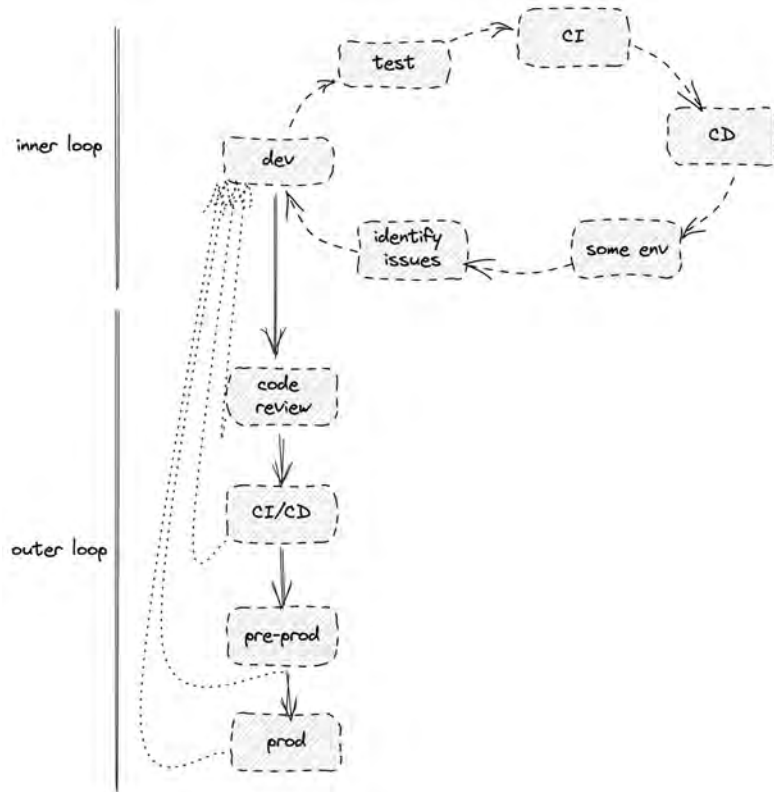 CI
test
CD
inner loop
dev
identify
issues
some env
code
review
CI/CD
outer loop
pre-prod
prod